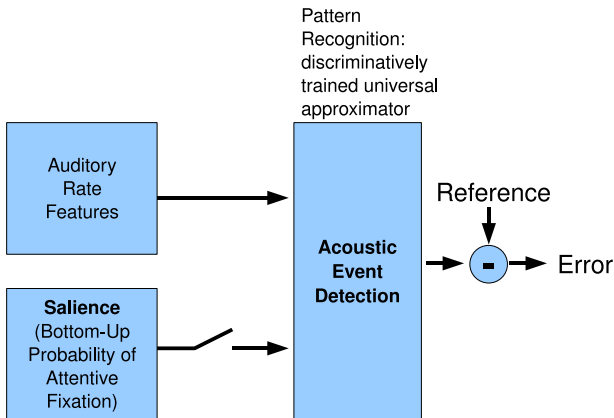 Pattern
Recognition:
discriminatively
trained universal
approximator
Auditory
Rate
Features
Salience
(Bottom-Up
Probability of
Attentive
Fixation)
Acoustic
Event
Detection
Reference
-
Error